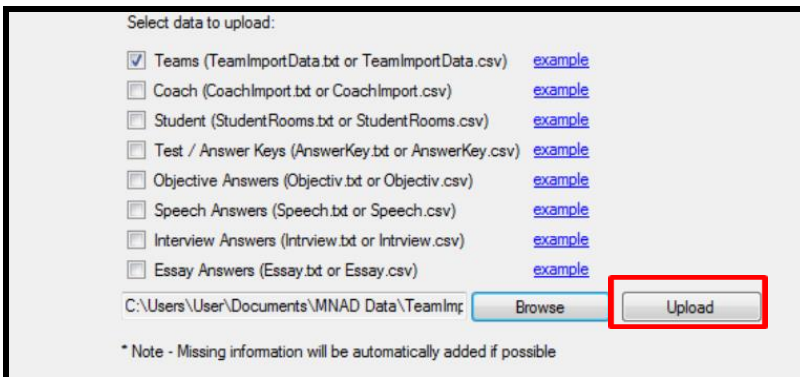 Select data to upload:
Teams (TeamImportData.txt or TeamImportData.csv) example
Coach (CoachImport.txt or CoachImport.csv) example
Student (StudentRooms.txt or StudentRooms.csv) example
Test / Answer Keys (AnswerKey.txt or AnswerKey.csv) example
Objective Answers (Objectiv.txt or Objectiv.csv) example
Speech Answers (Speech.txt or Speech.csv) example
Interview Answers (Intrview.txt or Intrview.csv) example
Essay Answers (Essay.txt or Essay.csv) example
C:\Users\User\Documents\MNAD Data\TeamImp Browse Upload
* Note - Missing information will be automatically added if possible